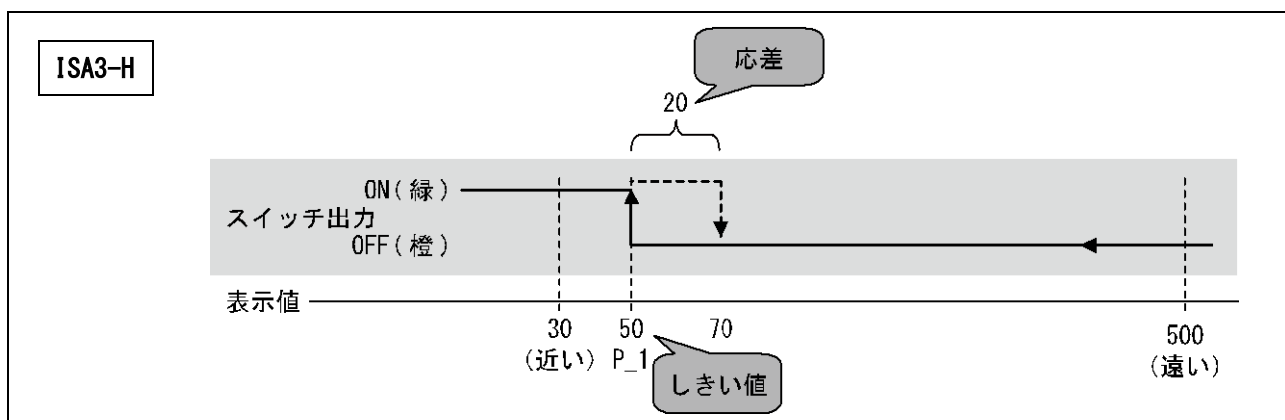 ISA3-H
応差
20
ON(緑)
スイッチ出力
OFF(橙)
表示値
30 50 70 500
(近い) P_1 (遠い)
しきい値